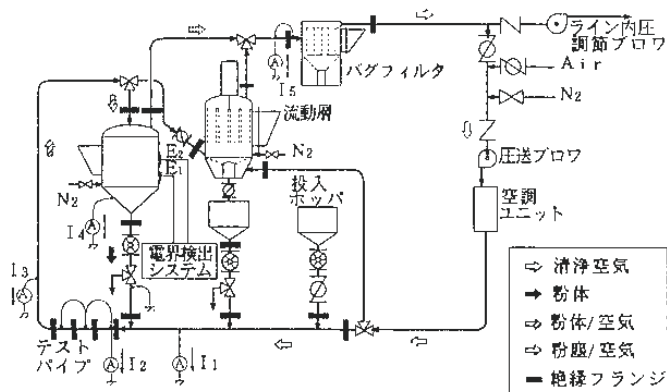 ライン内圧
調節ブロワ
Air
N2
バグフィルタ
I5
流動層
E2
E1
N2
圧送ブロワ
N2
投入
ホッパ
空調
ユニット
I4
電界検出
システム
I3
清浄空気
粉体
粉体/空気
粉塵/空気
絶縁フランジ
テスト
パイプ
I2
I1
A
A
A
A
A